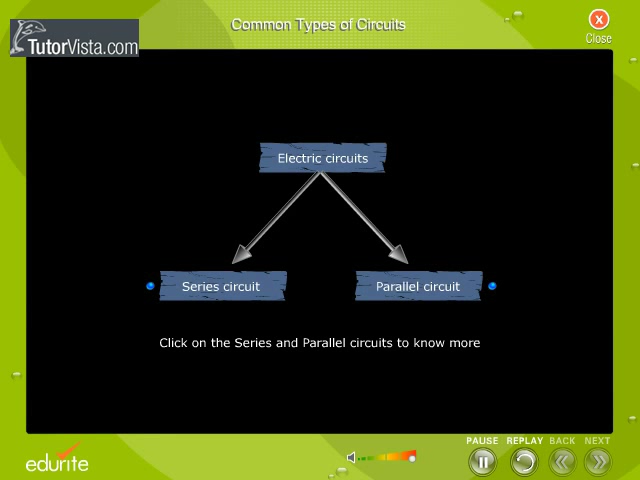 Common Types of Circuits
X
Close
TutorVista.com
Electric circuits
Series circuit
Parallel circuit
Click on the Series and Parallel circuits to know more
PAUSE REPLAY BACK NEXT
edurite